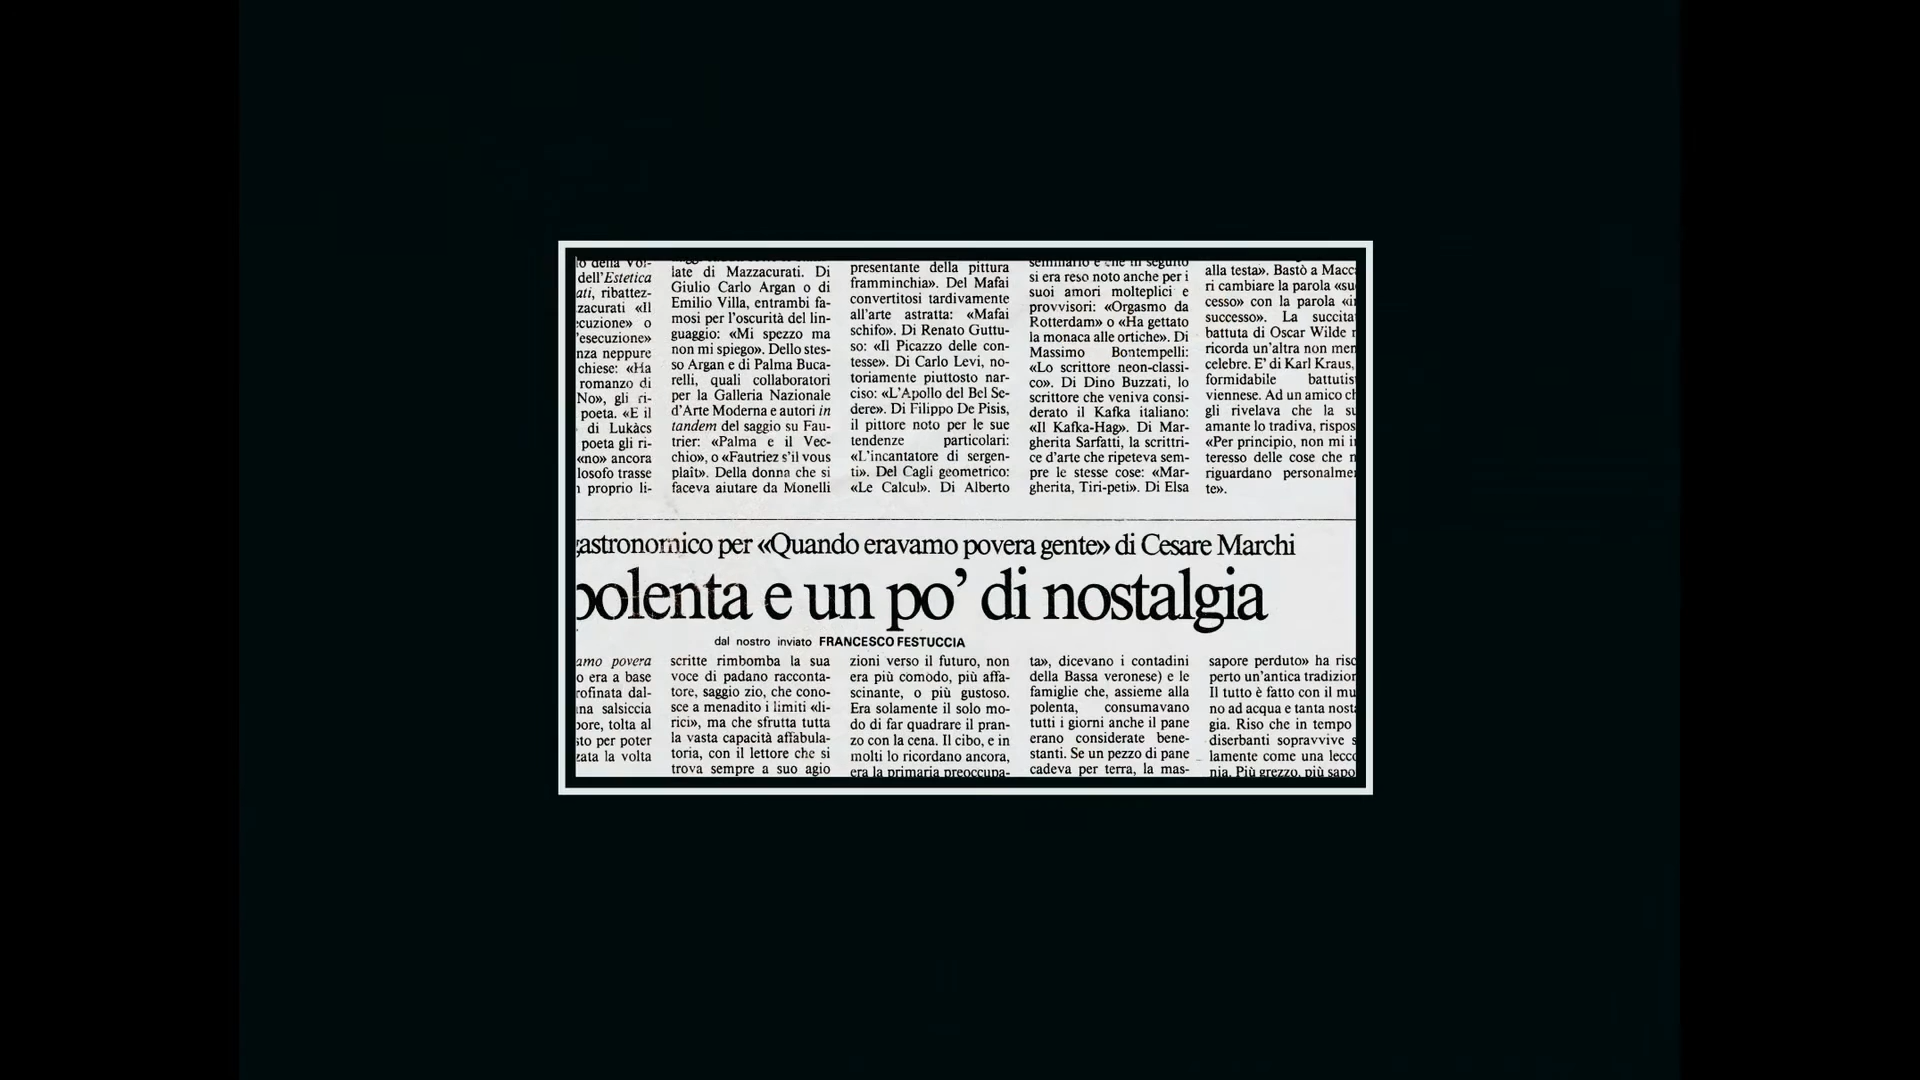 dell'Estetica
ati, ribattez-
zacurati «Il
cuzione» o
'esecuzione»
nza neppure
chiese: «Ha
romanzo di
No», gli ri-
poeta. «E il
di Lukàcs
poeta gli ri-
«no» ancora
losofo trasse
proprio li-
late di Mazzacurati. Di
Giulio Carlo Argan o di
Emilio Villa, entrambi fa-
mosi per l'oscurità del lin-
guaggio: «Mi spezzo ma
non mi spiego». Dello stes-
so Argan e di Palma Buca-
relli, quali collaboratori
per la Galleria Nazionale
d'Arte Moderna e autori in
tandem del saggio su Fau-
trier: «Palma e il Vec-
chio», o «Fautriez s'il vous
plaît». Della donna che si
faceva aiutare da Monelli
presentante della pittura
framminchia». Del Mafai
convertitosi tardivamente
all'arte astratta: «Mafai
schifo». Di Renato Guttu-
so: «Il Picazzo delle con-
tesse». Di Carlo Levi, no-
toriamente piuttosto nar-
ciso: «L'Apollo del Bel Se-
dere». Di Filippo De Pisis,
il pittore noto per le sue
tendenze particolari:
«L'incantatore di sergen-
ti». Del Cagli geometrico:
«Le Calcul». Di Alberto
seminario e che in seguito
si era reso noto anche per i
suoi amori molteplici e
provvisori: «Orgasmo da
Rotterdam» o «Ha gettato
la monaca alle ortiche». Di
Massimo Bontempelli:
«Lo scrittore neon-classi-
co». Di Dino Buzzati, lo
scrittore che veniva consi-
derato il Kafka italiano:
«Il Kafka-Hag». Di Mar-
gherita Sarfatti, la scrittri-
ce d'arte che ripeteva sem-
pre le stesse cose: «Mar-
gherita, Tiri-peti». Di Elsa
alla testa». Bastò a Macc
ri cambiare la parola «su
cesso» con la parola «i
successo». La succita
battuta di Oscar Wilde
ricorda un'altra non men
celebre. E' di Karl Kraus,
formidabile battutis
viennese. Ad un amico ch
gli rivelava che la su
amante lo tradiva, rispos
«Per principio, non mi i
teresso delle cose che
riguardano personalme
te».
gastronomico per «Quando eravamo povera gente» di Cesare Marchi
polenta e un po' di nostalgia
dal nostro inviato FRANCESCO FESTUCCIA
amo povera
o era a base
rofinata dal-
na salsiccia
ore, tolta al
to per poter
zata la volta
scritte rimbomba la sua
voce di padano racconta-
tore, saggio zio, che cono-
sce a menadito i limiti «li-
rici», ma che sfrutta tutta
la vasta capacità affabula-
toria, con il lettore che si
trova sempre a suo agio
zioni verso il futuro, non
era più comodo, più affa-
scinante, o più gustoso.
Era solamente il solo mo-
do di far quadrare il pran-
zo con la cena. Il cibo, e in
molti lo ricordano ancora,
era la primaria preoccupa-
ta», dicevano i contadini
della Bassa veronese) e le
famiglie che, assieme alla
polenta, consumavano
tutti i giorni anche il pane
erano considerate bene-
stanti. Se un pezzo di pane
cadeva per terra, la mas-
sapore perduto» ha risc
perto un'antica tradizion
Il tutto è fatto con il mu
no ad acqua e tanta nost
gia. Riso che in tempo
diserbanti sopravvive s
lamente come una lecco
nia. Più grezzo, più sapo